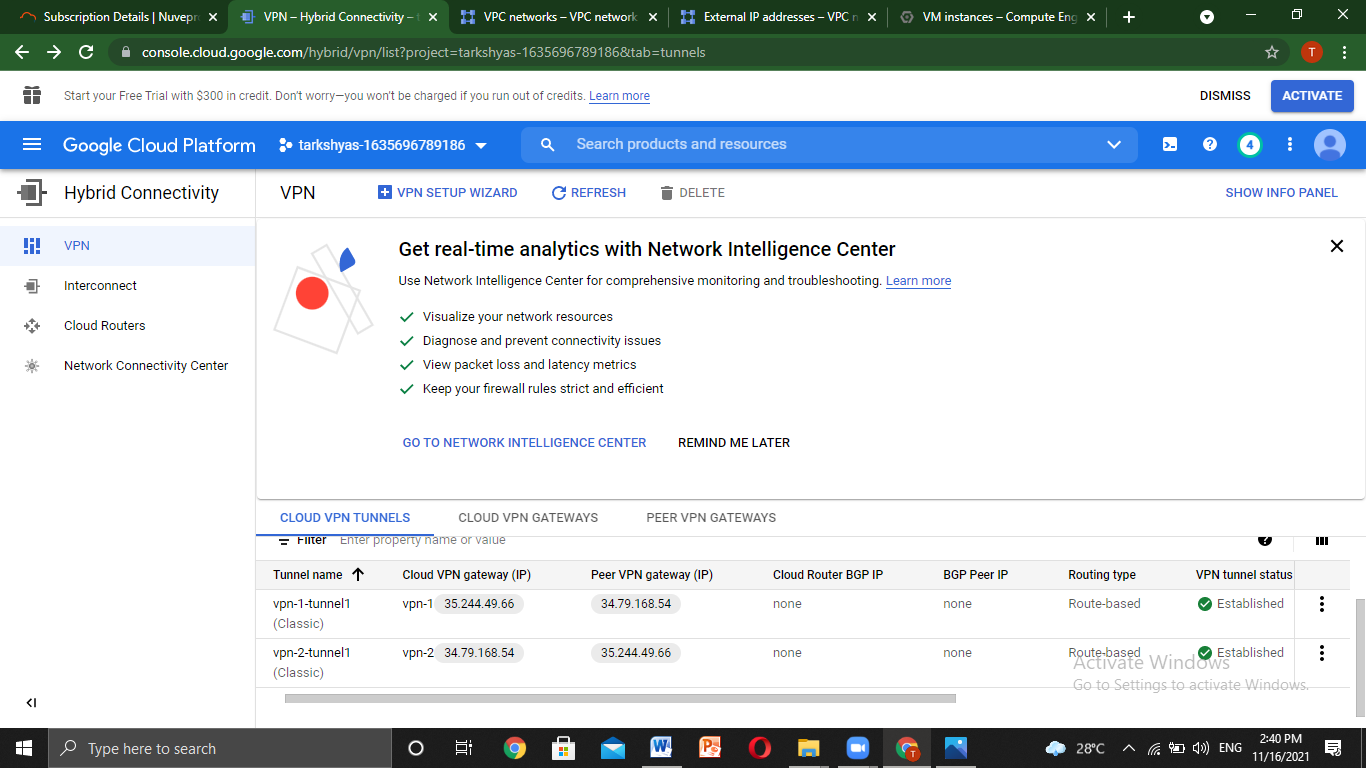 Subscription Details | Nuvepr
VPN – Hybrid Connectivity –
VPC networks – VPC network
External IP addresses – VPC n
VM instances – Compute Eng
console.cloud.google.com/hybrid/vpn/list?project=tarkshyas-1635696789186&tab=tunnels
T
Start your Free Trial with $300 in credit. Don't worry—you won't be charged if you run out of credits. Learn more
DISMISS
ACTIVATE
Google Cloud Platform
tarkshyas-1635696789186
Search products and resources
4
Hybrid Connectivity
VPN
VPN SETUP WIZARD
REFRESH
DELETE
SHOW INFO PANEL
VPN
Interconnect
Cloud Routers
Network Connectivity Center
Get real-time analytics with Network Intelligence Center
Use Network Intelligence Center for comprehensive monitoring and troubleshooting. Learn more
Visualize your network resources
Diagnose and prevent connectivity issues
View packet loss and latency metrics
Keep your firewall rules strict and efficient
GO TO NETWORK INTELLIGENCE CENTER
REMIND ME LATER
CLOUD VPN TUNNELS
CLOUD VPN GATEWAYS
PEER VPN GATEWAYS
Filter Enter property name or value
Tunnel name Cloud VPN gateway (IP) Peer VPN gateway (IP) Cloud Router BGP IP BGP Peer IP Routing type VPN tunnel status
vpn-1-tunnel1 vpn-1 35.244.49.66 34.79.168.54 none none Route-based Established
(Classic)
vpn-2-tunnel1 vpn-2 34.79.168.54 35.244.49.66 none none Route-based Established
(Classic)
Activate Windows
Go to Settings to activate Windows.
Type here to search
28°C
ENG
2:40 PM
11/16/2021